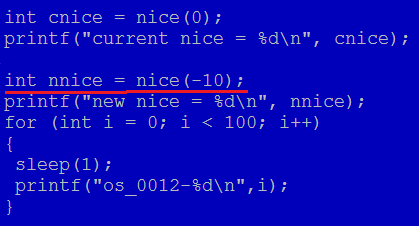 int cnice = nice(0);
printf("current nice = %d\n", cnice);
int nnice = nice(-10);
printf("new nice = %d\n", nnice);
for (int i = 0; i < 100; i++)
{
sleep(1);
printf("os_0012-%d\n",i);
}